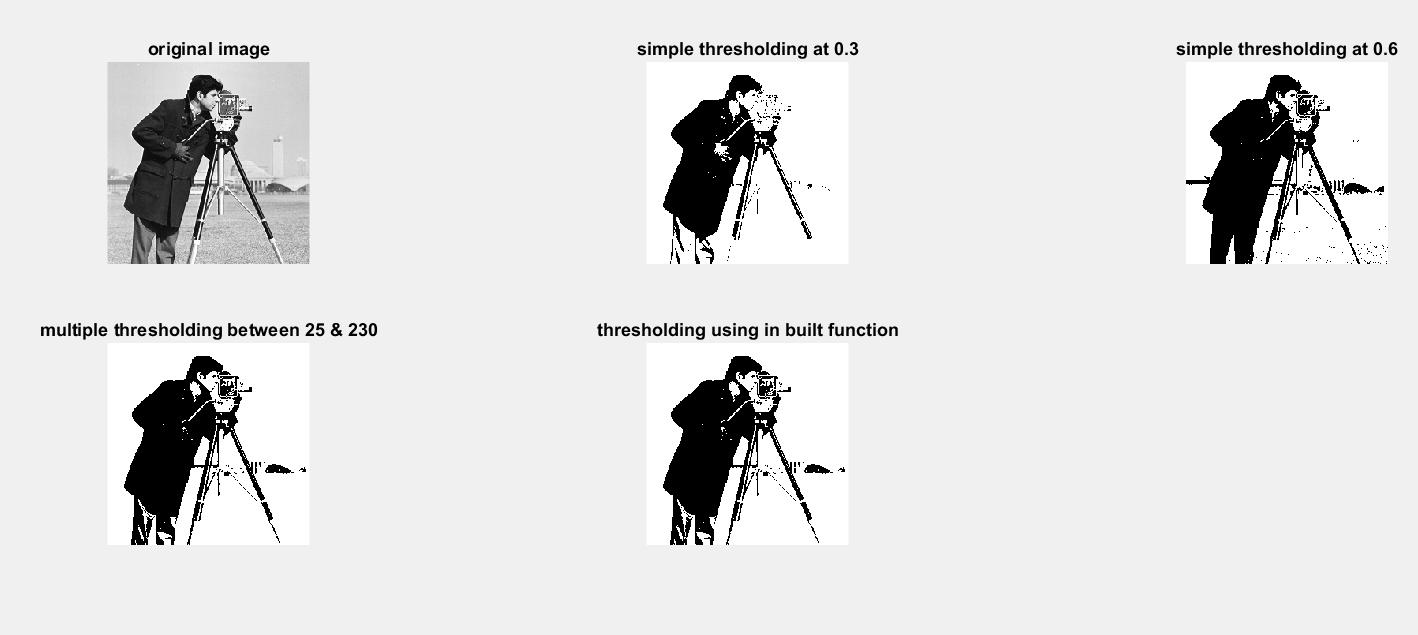 original image
simple thresholding at 0.3
simple thresholding at 0.6
multiple thresholding between 25 & 230
thresholding using in built function